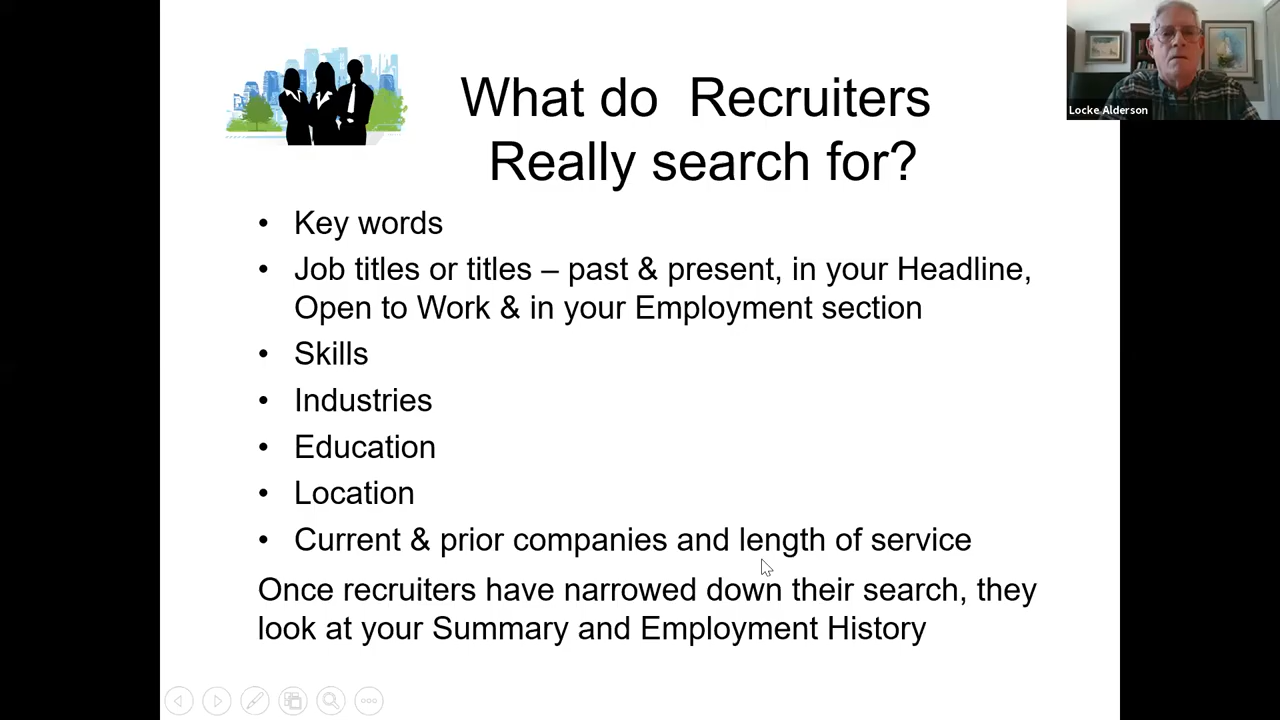 What do Recruiters
Really search for?
Locke Alderson
• Key words
• Job titles or titles – past & present, in your Headline,
Open to Work & in your Employment section
• Skills
• Industries
• Education
• Location
• Current & prior companies and length of service
Once recruiters have narrowed down their search, they
look at your Summary and Employment History